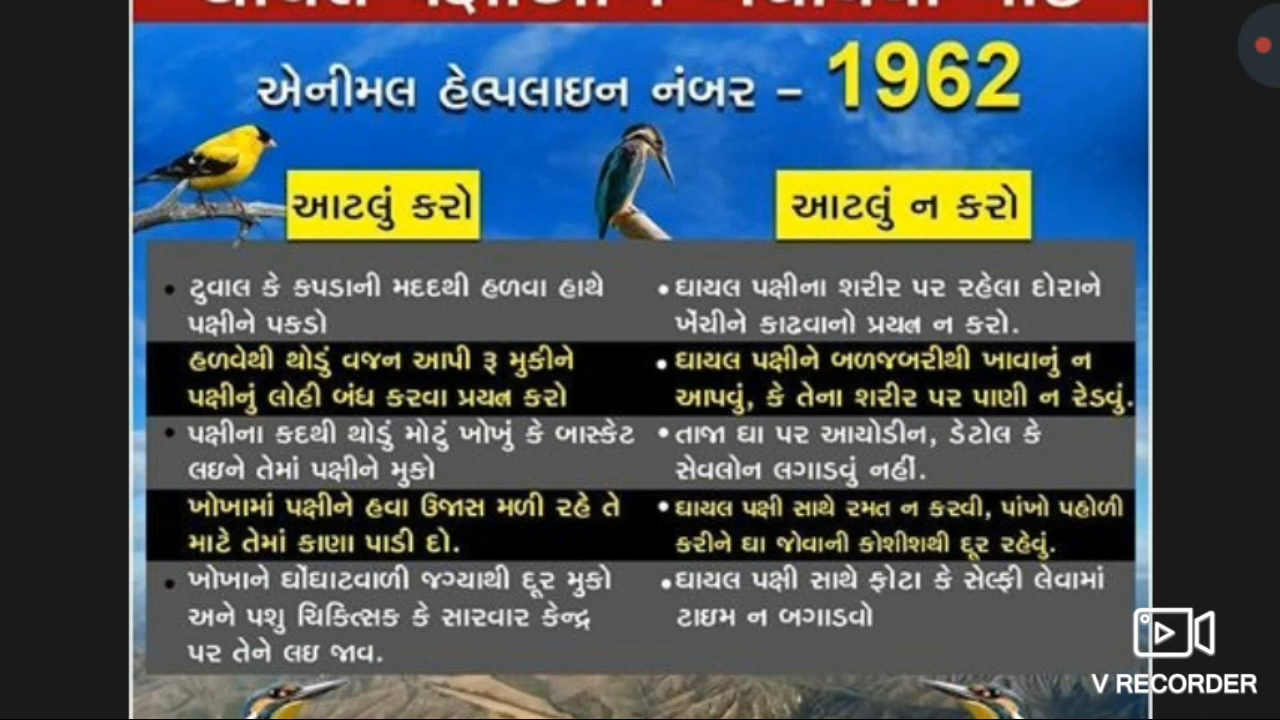 એનીમલ હેલ્પલાઇન નંબર – 1962
આટલું કરો
• ટુવાલ કે કપડાની મદદથી હળવા હાથે
પક્ષીને પકડો
હળવેથી થોડું વજન આપી રૂ મુકીને
પક્ષીનું લોહી બંધ કરવા પ્રયત્ન કરો
• પક્ષીના કદથી થોડું મોટું ખોખું કે બાસ્કેટ
લઇને તેમાં પક્ષીને મુકો
ખોખામાં પક્ષીને હવા ઉજાસ મળી રહે તે
માટે તેમાં કાણા પાડી દો.
• ખોખાને ઘોંઘાટવાળી જગ્યાથી દૂર મુકો
અને પશુ ચિકિત્સક કે સારવાર કેન્દ્ર
પર તેને લઇ જાવ.
આટલું ન કરો
• ઘાયલ પક્ષીના શરીર પર રહેલા દોરાને
ખેંચીને કાઢવાનો પ્રયત્ન ન કરો.
• ઘાયલ પક્ષીને બળજબરીથી ખાવાનું ન
આપવું, કે તેના શરીર પર પાણી ન રેડવું.
• તાજા ઘા પર આયોડીન, ડેટોલ કે
સેવલોન લગાડવું નહીં.
• ઘાયલ પક્ષી સાથે રમત ન કરવી, પાંખો પહોળી
કરીને ઘા જોવાની કોશીશથી દૂર રહેવું.
• ઘાયલ પક્ષી સાથે ફોટા કે સેલ્ફી લેવામાં
ટાઇમ ન બગાડવો
V RECORDER